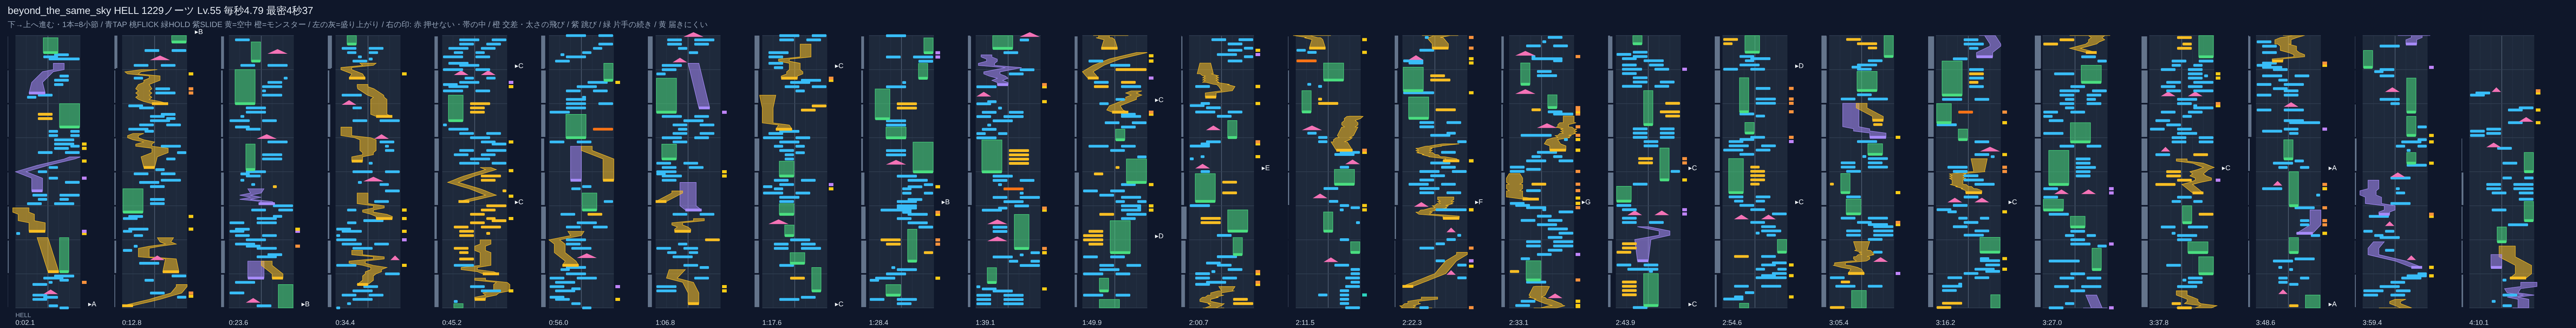 beyond_the_same_sky HELL 1229ノーツ Lv.55 毎秒4.79 最密4秒37
下→上へ進む・1本=8小節 / 青TAP 桃FLICK 緑HOLD 紫SLIDE 黄=空中 橙=モンスター / 左の灰=盛り上がり / 右の印: 赤 押せない・帯の中 / 橙 交差・太さの飛び / 紫 跳び / 緑 片手の続き / 黄 届きにくい
▸B
▸C
▸C
▸D
▸C
▸E
▸C
▸C
▸A
▸C
▸B
▸F
▸G
▸C
▸C
▸D
▸A
▸B
▸C
▸C
▸A
HELL
0:02.1 0:12.8 0:23.6 0:34.4 0:45.2 0:56.0 1:06.8 1:17.6 1:28.4 1:39.1 1:49.9 2:00.7 2:11.5 2:22.3 2:33.1 2:43.9 2:54.6 3:05.4 3:16.2 3:27.0 3:37.8 3:48.6 3:59.4 4:10.1